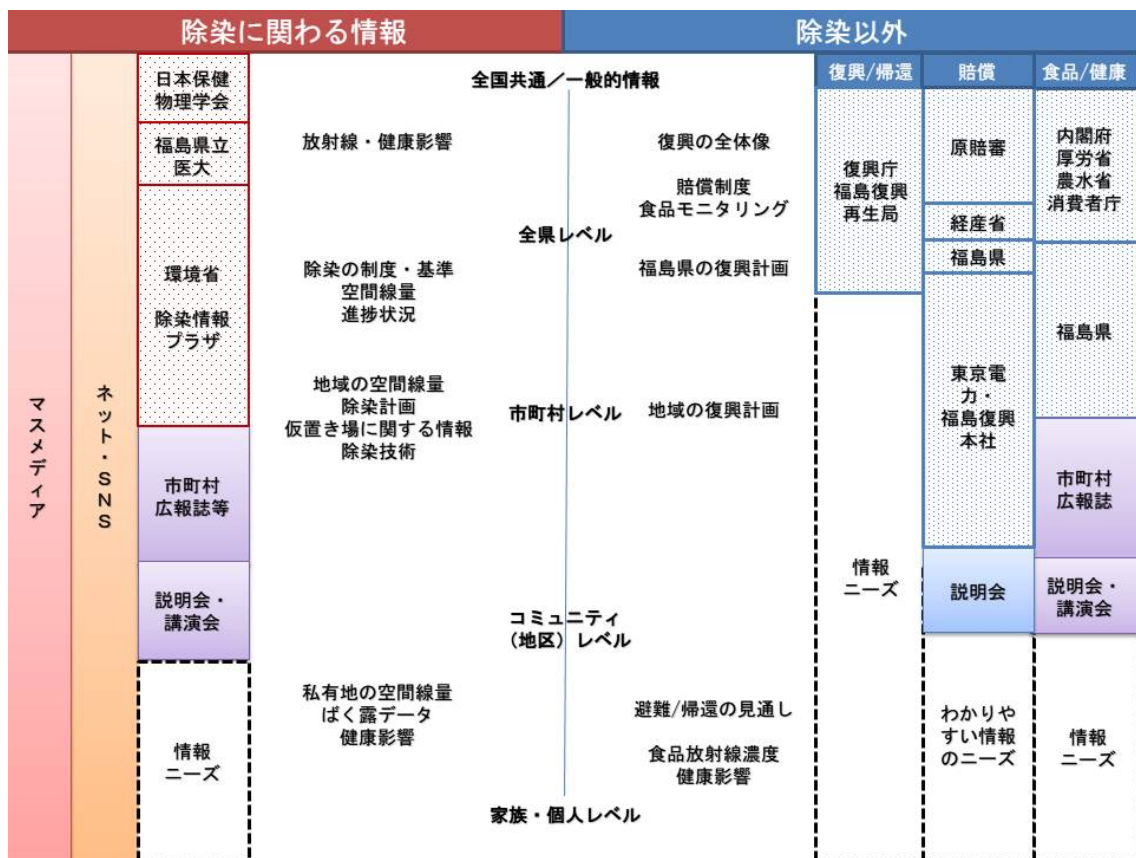 除染に関わる情報
除染以外
マスメディア
ネット・SNS
日本保健
物理学会
福島県立
医大
環境省
除染情報
プラザ
市町村
広報誌等
説明会・
講演会
情報
ニーズ
放射線・健康影響
除染の制度・基準
空間線量
進捗状況
地域の空間線量
除染計画
仮置き場に関する情報
除染技術
私有地の空間線量
ばく露データ
健康影響
全国共通/一般的情報
全県レベル
市町村レベル
コミュニティ
(地区)レベル
家族・個人レベル
復興の全体像
賠償制度
食品モニタリング
福島県の復興計画
地域の復興計画
避難/帰還の見通し
食品放射線濃度
健康影響
復興/帰還
復興庁
福島復興
再生局
情報
ニーズ
賠償
原賠審
経産省
福島県
東京電
力・
福島復興
本社
説明会
わかりや
すい情報
のニーズ
食品/健康
内閣府
厚労省
農水省
消費者庁
福島県
市町村
広報誌
説明会・
講演会
情報
ニーズ